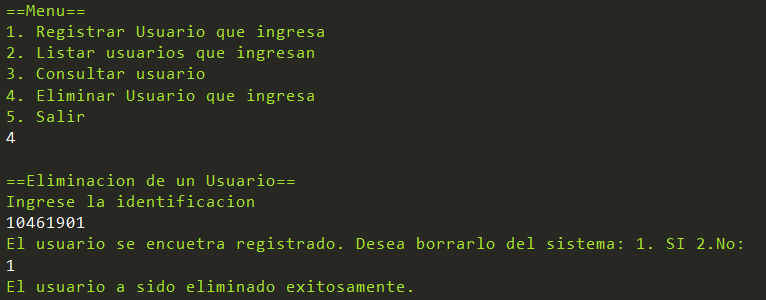 ==Menu==
1. Registrar Usuario que ingresa
2. Listar usuarios que ingresan
3. Consultar usuario
4. Eliminar Usuario que ingresa
5. Salir
4
==Eliminacion de un Usuario==
Ingrese la identificacion
10461901
El usuario se encuetra registrado. Desea borrarlo del sistema: 1. SI 2.No:
1
El usuario a sido eliminado exitosamente.